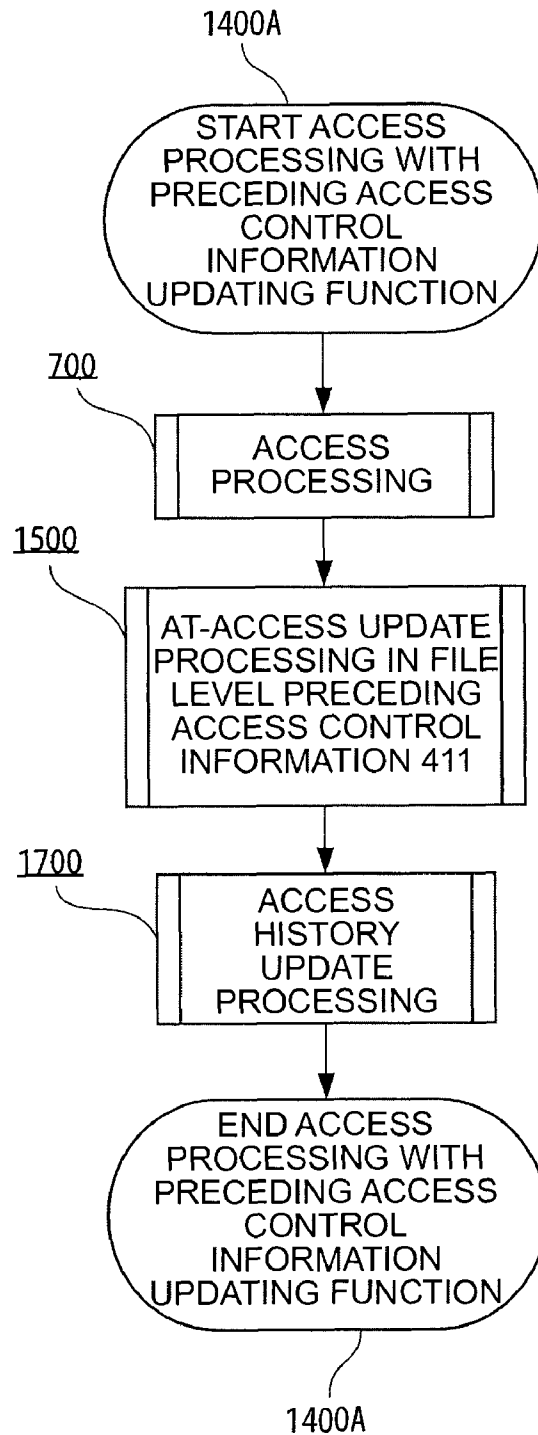 1400A
START ACCESS
PROCESSING WITH
PRECEDING ACCESS
CONTROL
INFORMATION
UPDATING FUNCTION
700
ACCESS
PROCESSING
1500
AT-ACCESS UPDATE
PROCESSING IN FILE
LEVEL PRECEDING
ACCESS CONTROL
INFORMATION 411
1700
ACCESS
HISTORY
UPDATE
PROCESSING
END ACCESS
PROCESSING WITH
PRECEDING ACCESS
CONTROL
INFORMATION
UPDATING FUNCTION
1400A